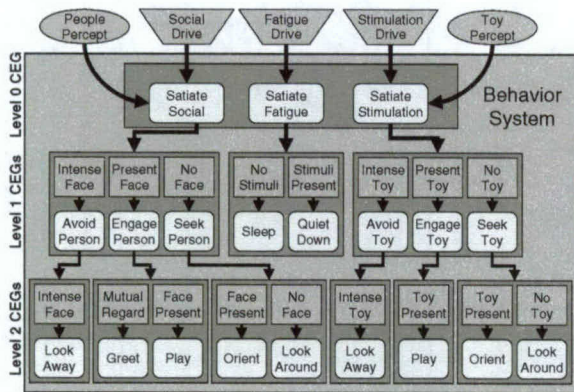 People
Percept
Social
Drive
Fatigue
Drive
Stimulation
Drive
Toy
Percept
Level 0 CEG
Satiate
Social
Satiate
Fatigue
Satiate
Stimulation
Behavior
System
Level 1 CEGs
Intense
Face
Present
Face
No
Face
No
Stimuli
Stimuli
Present
Intense
Toy
Present
Toy
No
Toy
Avoid
Person
Engage
Person
Seek
Person
Sleep
Quiet
Down
Avoid
Toy
Engage
Toy
Seek
Toy
Level 2 CEGs
Intense
Face
Mutual
Regard
Face
Present
Face
Present
No
Face
Intense
Toy
Toy
Present
Toy
Present
No
Toy
Look
Away
Greet
Play
Orient
Look
Around
Look
Away
Play
Orient
Look
Around